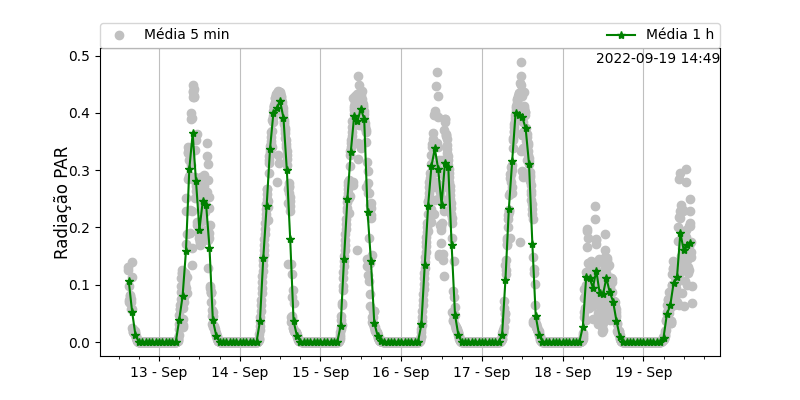 Média 5 min
Média 1 h
2022-09-19 14:49
Radiação PAR
0.5
0.4
0.3
0.2
0.1
0.0
13 - Sep
14 - Sep
15 - Sep
16 - Sep
17 - Sep
18 - Sep
19 - Sep